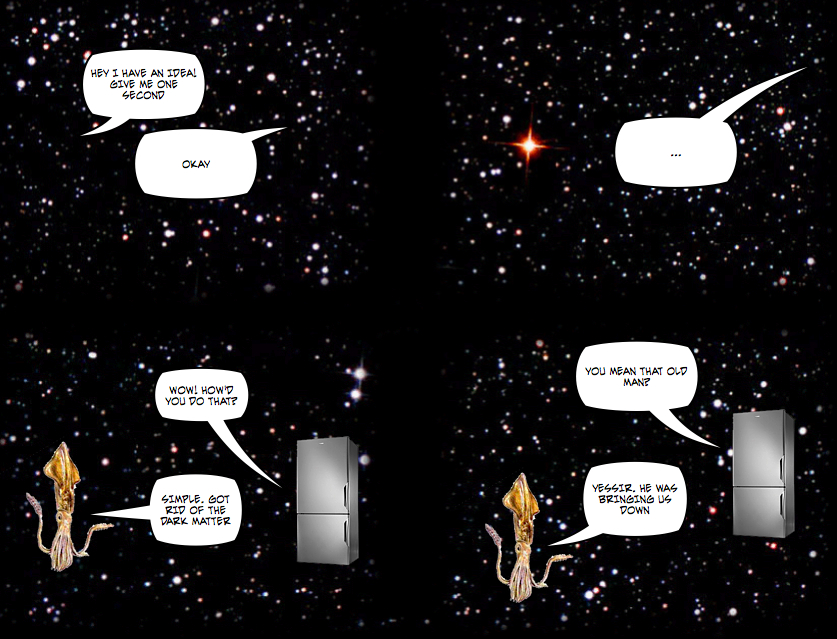 HEY I HAVE AN IDEA!
GIVE ME ONE
SECOND
OKAY
...
WOW! HOW'D
YOU DO THAT?
SIMPLE. GOT
RID OF THE
DARK MATTER
YOU MEAN THAT OLD
MAN?
YESSIR. HE WAS
BRINGING US
DOWN